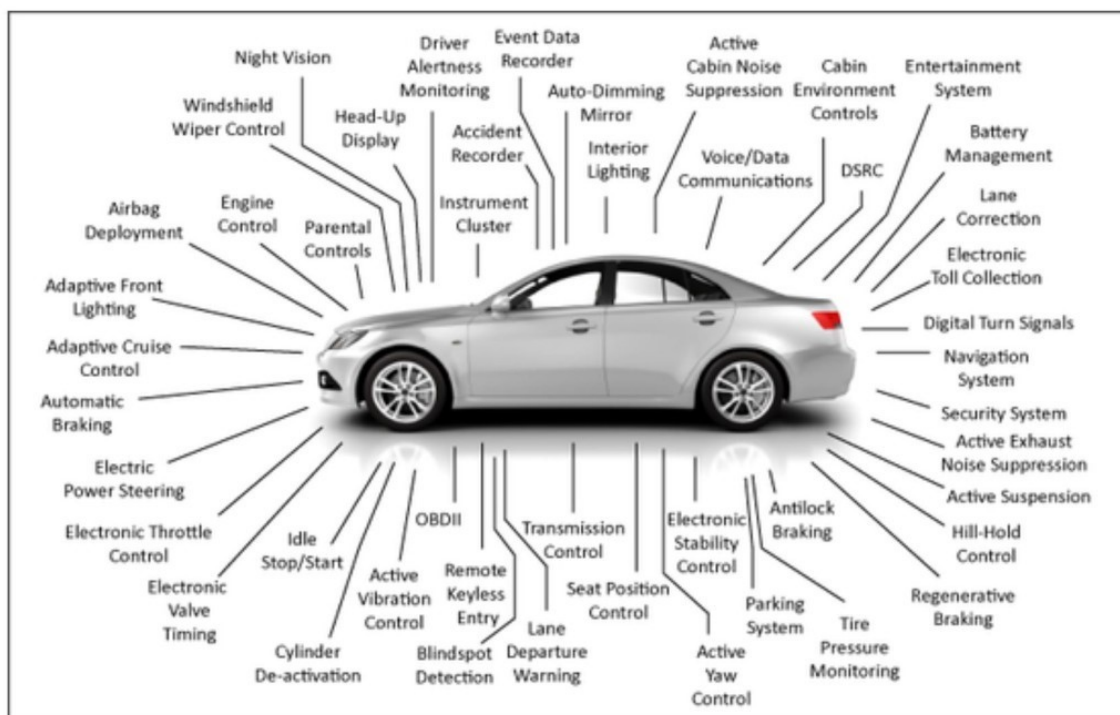 Night Vision
Driver
Alertness
Monitoring
Event Data
Recorder
Active
Cabin Noise
Suppression
Cabin
Environment
Controls
Entertainment
System
Windshield
Wiper Control
Head-Up
Display
Accident
Recorder
Auto-Dimming
Mirror
Interior
Lighting
Voice/Data
Communications
DSRC
Battery
Management
Lane
Correction
Airbag
Deployment
Engine
Control
Parental
Controls
Instrument
Cluster
Electronic
Toll Collection
Adaptive Front
Lighting
Digital Turn Signals
Adaptive Cruise
Control
Navigation
System
Automatic
Braking
Security System
Electric
Power Steering
Active Exhaust
Noise Suppression
Active Suspension
Electronic Throttle
Control
Idle
Stop/Start
OBDII
Transmission
Control
Electronic
Stability
Control
Antilock
Braking
Hill-Hold
Control
Electronic
Valve
Timing
Active
Vibration
Control
Remote
Keyless
Entry
Seat Position
Control
Parking
System
Regenerative
Braking
Cylinder
De-activation
Blindspot
Detection
Lane
Departure
Warning
Active
Yaw
Control
Tire
Pressure
Monitoring